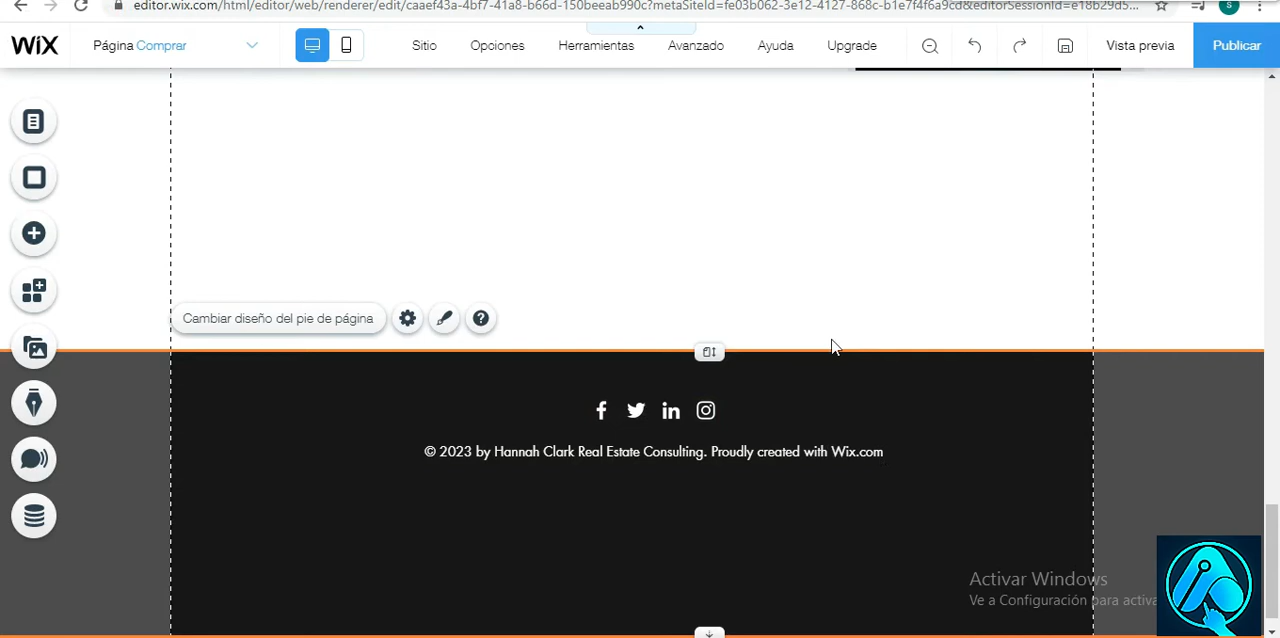 editor.wix.com/html/editor/web/renderer/edit/caaef43a-4bf7-41a8-b66d-150beeab990c?metaSiteId=fe03b062-3e12-4127-868c-b1e7f4f6a9cd&editorSessionId=e18b29d5...
S
WiX Página Comprar Sitio Opciones Herramientas Avanzado Ayuda Upgrade Vista previa Publicar
Cambiar diseño del pie de página
© 2023 by Hannah Clark Real Estate Consulting. Proudly created with Wix.com
Activar Windows
Ve a Configuración para activa